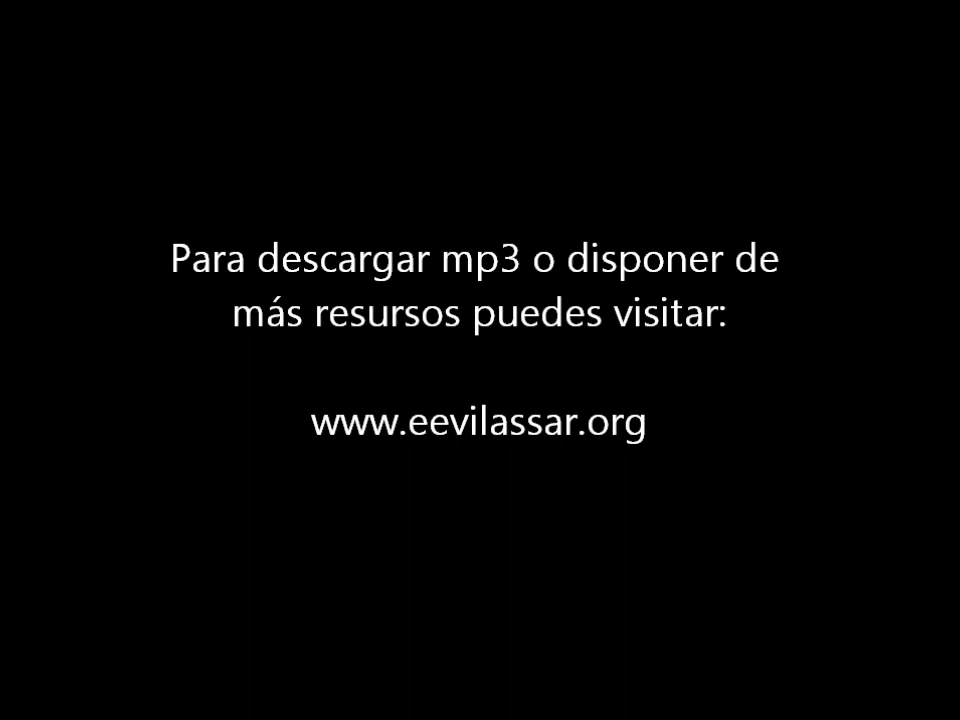 Para descargar mp3 o disponer de
más resursos puedes visitar:
www.eevilassar.org